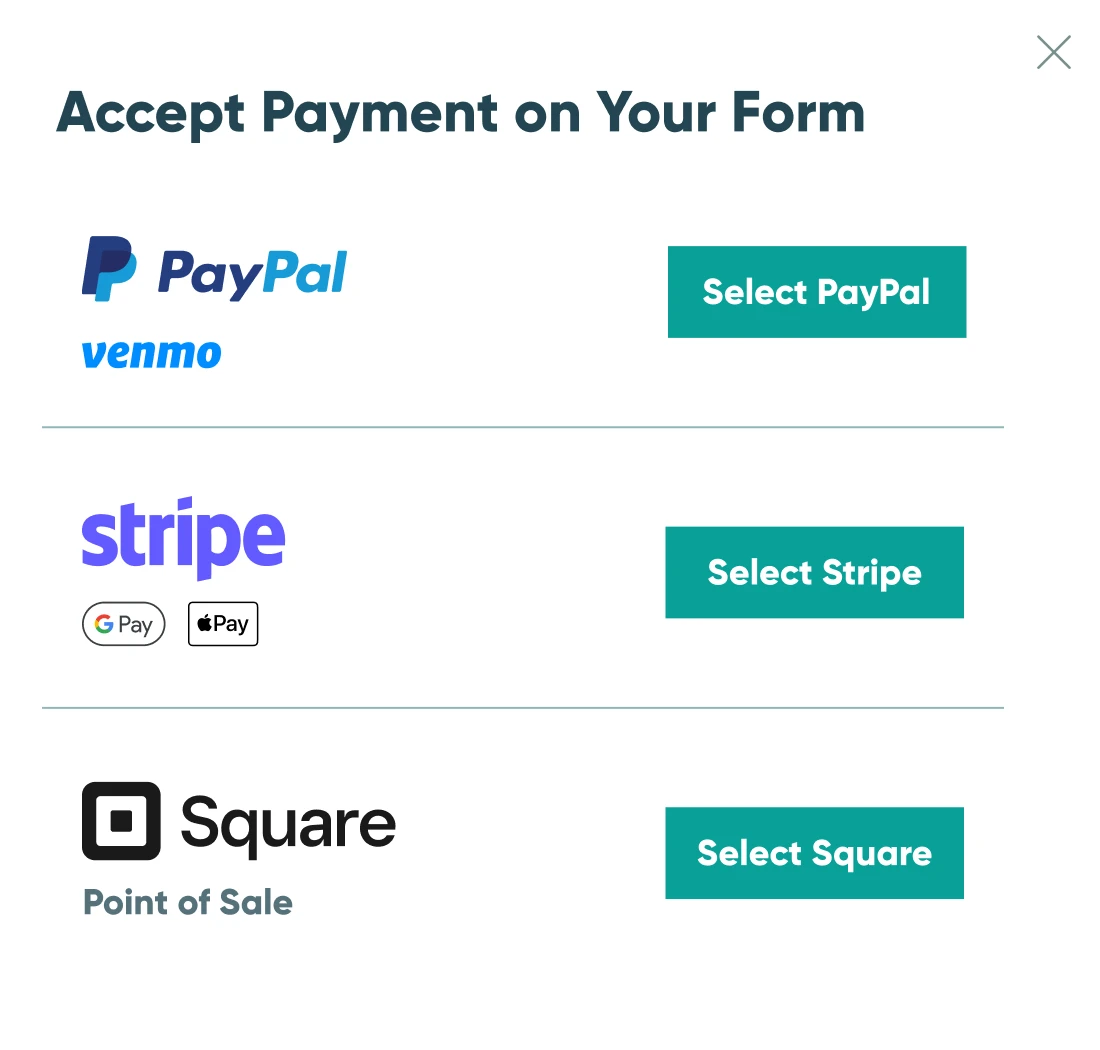 Accept Payment on Your Form
PayPal
Select PayPal
venmo
stripe
Select Stripe
G Pay
Pay
Square
Select Square
Point of Sale